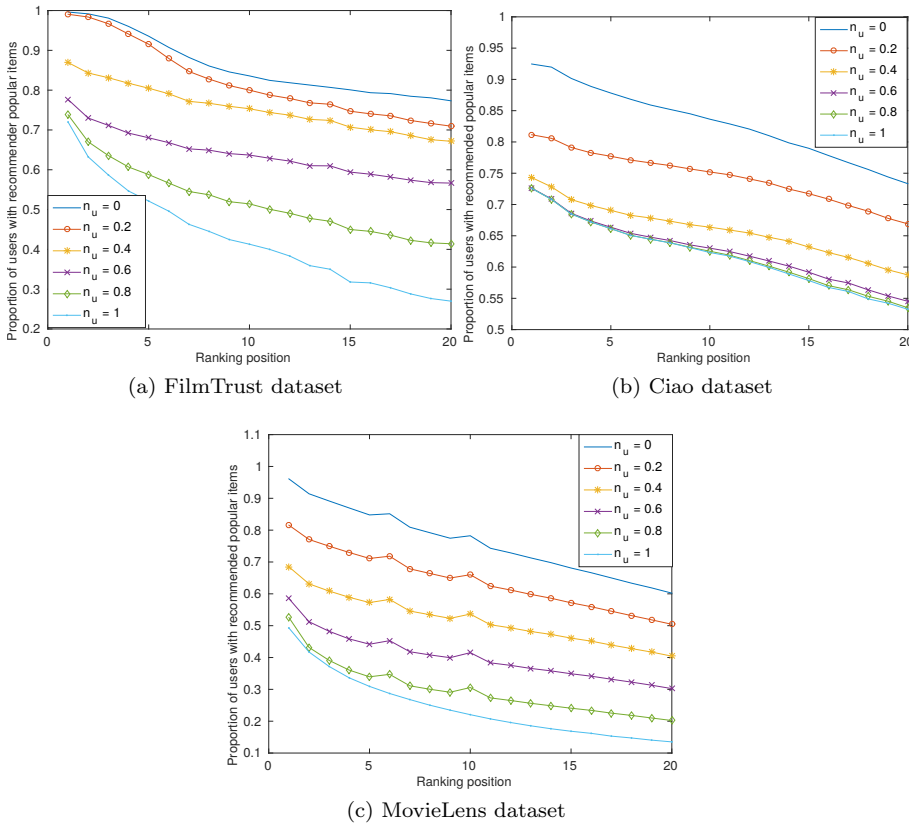 1
0.9
0.8
0.7
0.6
0.5
0.4
0.3
0.2
0
5
10
15
20
Proportion of users with recommender popular items
Ranking position
n_u = 0
n_u = 0.2
n_u = 0.4
n_u = 0.6
n_u = 0.8
n_u = 1
(a) FilmTrust dataset
1
0.95
0.9
0.85
0.8
0.75
0.7
0.65
0.6
0.55
0.5
0
5
10
15
20
Proportion of users with recommended popular items
Ranking position
n_u = 0
n_u = 0.2
n_u = 0.4
n_u = 0.6
n_u = 0.8
n_u = 1
(b) Ciao dataset
1.1
1
0.9
0.8
0.7
0.6
0.5
0.4
0.3
0.2
0.1
0
5
10
15
20
Proportion of users with recommended popular items
Ranking position
n_u = 0
n_u = 0.2
n_u = 0.4
n_u = 0.6
n_u = 0.8
n_u = 1
(c) MovieLens dataset